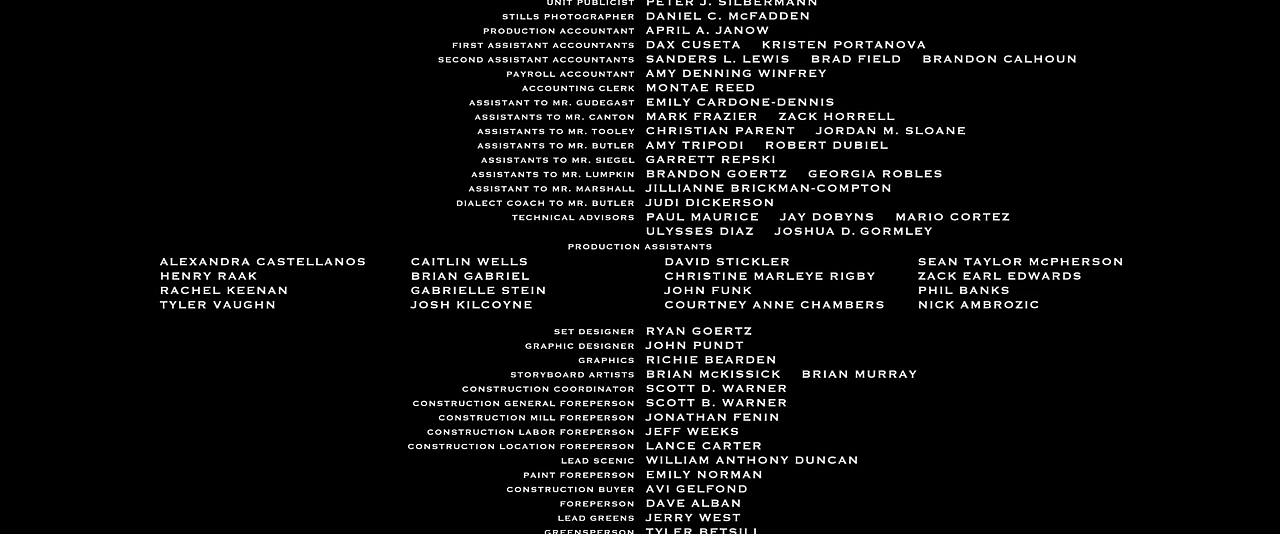 UNIT PUBLICIST PETER J. SILBERMANN
STILLS PHOTOGRAPHER DANIEL C. McFADDEN
PRODUCTION ACCOUNTANT APRIL A. JANOW
FIRST ASSISTANT ACCOUNTANTS DAX CUSETA KRISTEN PORTANOVA
SECOND ASSISTANT ACCOUNTANTS SANDERS L. LEWIS BRAD FIELD BRANDON CALHOUN
PAYROLL ACCOUNTANT AMY DENNING WINFREY
ACCOUNTING CLERK MONTAE REED
ASSISTANT TO MR. GUDEGAST EMILY CARDONE-DENNIS
ASSISTANTS TO MR. CANTON MARK FRAZIER ZACK HORRELL
ASSISTANTS TO MR. TOOLEY CHRISTIAN PARENT JORDAN M. SLOANE
ASSISTANTS TO MR. BUTLER AMY TRIPODI ROBERT DUBIEL
ASSISTANTS TO MR. SIEGEL GARRETT REPSKI
ASSISTANTS TO MR. LUMPKIN BRANDON GOERTZ GEORGIA ROBLES
ASSISTANT TO MR. MARSHALL JILLIANNE BRICKMAN-COMPTON
DIALECT COACH TO MR. BUTLER JUDI DICKERSON
TECHNICAL ADVISORS PAUL MAURICE JAY DOBYNS MARIO CORTEZ
ULYSSES DIAZ JOSHUA D. GORMLEY
PRODUCTION ASSISTANTS
ALEXANDRA CASTELLANOS CAITLIN WELLS DAVID STICKLER SEAN TAYLOR McPHERSON
HENRY RAAK BRIAN GABRIEL CHRISTINE MARLEYE RIGBY ZACK EARL EDWARDS
RACHEL KEENAN GABRIELLE STEIN JOHN FUNK PHIL BANKS
TYLER VAUGHN JOSH KILCOYNE COURTNEY ANNE CHAMBERS NICK AMBROZIC
SET DESIGNER RYAN GOERTZ
GRAPHIC DESIGNER JOHN PUNDT
GRAPHICS RICHIE BEARDEN
STORYBOARD ARTISTS BRIAN McKISSICK BRIAN MURRAY
CONSTRUCTION COORDINATOR SCOTT D. WARNER
CONSTRUCTION GENERAL FOREPERSON SCOTT B. WARNER
CONSTRUCTION MILL FOREPERSON JONATHAN FENIN
CONSTRUCTION LABOR FOREPERSON JEFF WEEKS
CONSTRUCTION LOCATION FOREPERSON LANCE CARTER
LEAD SCENIC WILLIAM ANTHONY DUNCAN
PAINT FOREPERSON EMILY NORMAN
CONSTRUCTION BUYER AVI GELFOND
FOREPERSON DAVE ALBAN
LEAD GREENS JERRY WEST
GREENSPERSON TYLER BETSILL